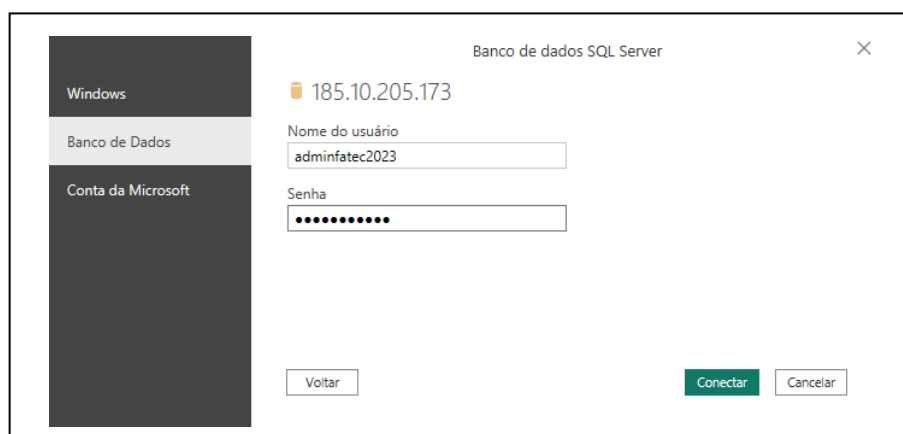 Banco de dados SQL Server
Windows
Banco de Dados
Conta da Microsoft
185.10.205.173
Nome do usuário
adminfatec2023
Senha
●●●●●●●●●●●
Voltar
Conectar
Cancelar